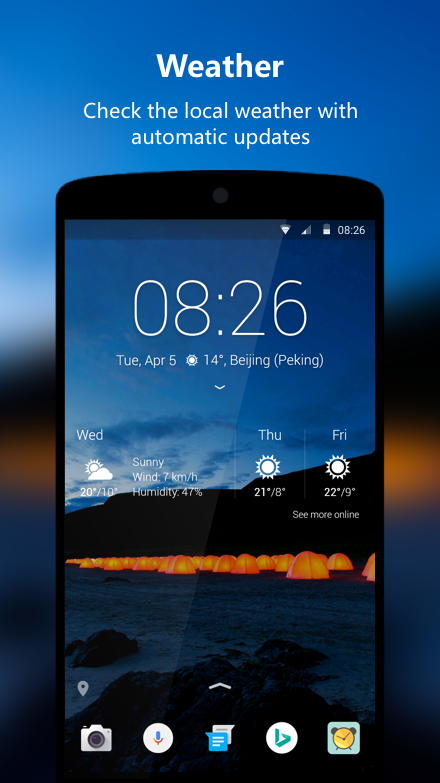 Weather
Check the local weather with
automatic updates
08:26
08:26
Tue, Apr 5 14°, Beijing (Peking)
Wed
Sunny
Wind: 7 km/h
20°/10° Humidity: 47%
Thu
21°/8°
Fri
22°/9°
See more online